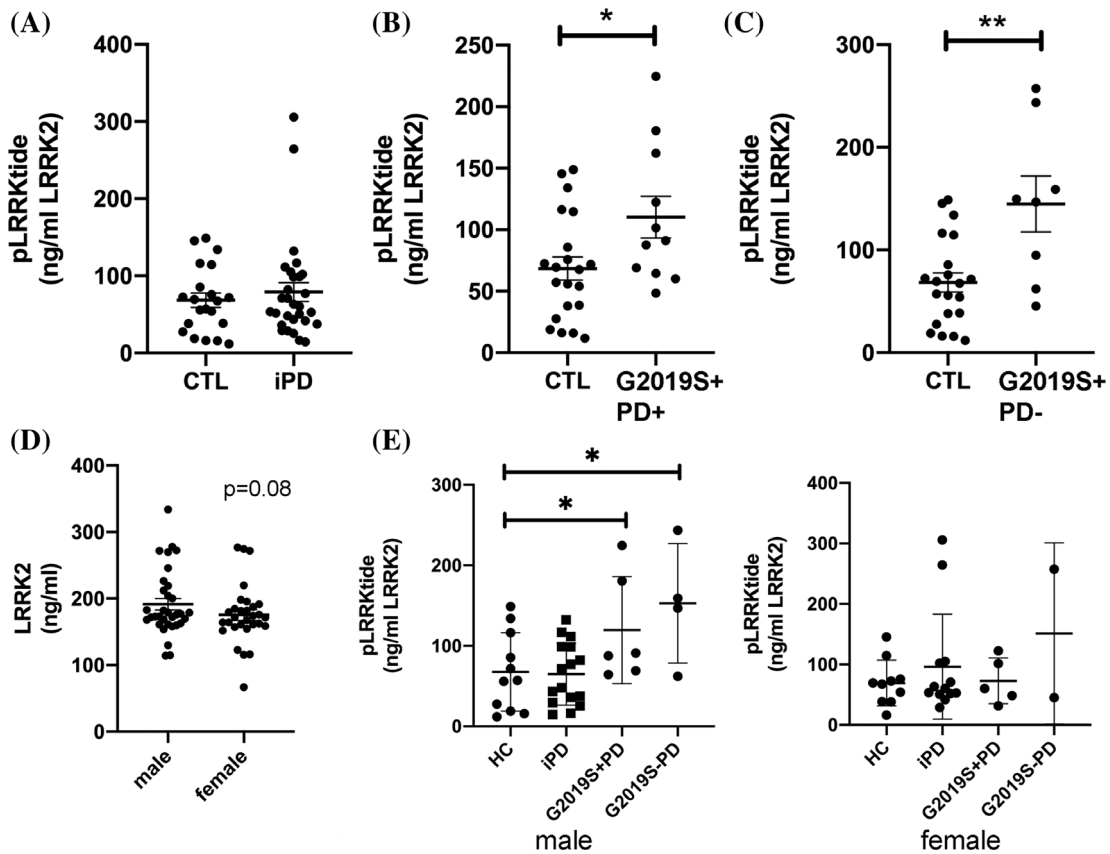 (A)
pLRRKtide
(ng/ml LRRK2)
400
300
200
100
0
CTL
iPD
(B)
pLRRKtide
(ng/ml LRRK2)
250
200
150
100
50
0
*
CTL
G2019S+
PD+
(C)
pLRRKtide
(ng/ml LRRK2)
300
200
100
0
**
CTL
G2019S+
PD-
(D)
LRRK2
(ng/ml)
400
300
200
100
0
p=0.08
male
female
(E)
pLRRKtide
(ng/ml LRRK2)
300
200
100
0
*
*
HC
iPD
G2019S+PD
G2019S-PD
male
pLRRKtide
(ng/ml LRRK2)
400
300
200
100
0
HC
iPD
G2019S+PD
G2019S-PD
female